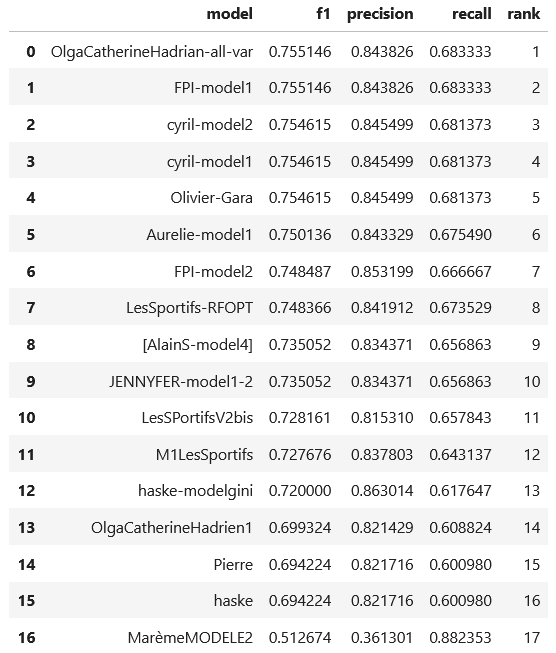 model f1 precision recall rank
0 OlgaCatherineHadrian-all-var 0.755146 0.843826 0.683333 1
1 FPI-model1 0.755146 0.843826 0.683333 2
2 cyril-model2 0.754615 0.845499 0.681373 3
3 cyril-model1 0.754615 0.845499 0.681373 4
4 Olivier-Gara 0.754615 0.845499 0.681373 5
5 Aurelie-model1 0.750136 0.843329 0.675490 6
6 FPI-model2 0.748487 0.853199 0.666667 7
7 LesSportifs-RFOPT 0.748366 0.841912 0.673529 8
8 [AlainS-model4] 0.735052 0.834371 0.656863 9
9 JENNYFER-model1-2 0.735052 0.834371 0.656863 10
10 LesSPortifsV2bis 0.728161 0.815310 0.657843 11
11 M1LesSportifs 0.727676 0.837803 0.643137 12
12 haske-modelgini 0.720000 0.863014 0.617647 13
13 OlgaCatherineHadrien1 0.699324 0.821429 0.608824 14
14 Pierre 0.694224 0.821716 0.600980 15
15 haske 0.694224 0.821716 0.600980 16
16 MarèmeMODELE2 0.512674 0.361301 0.882353 17